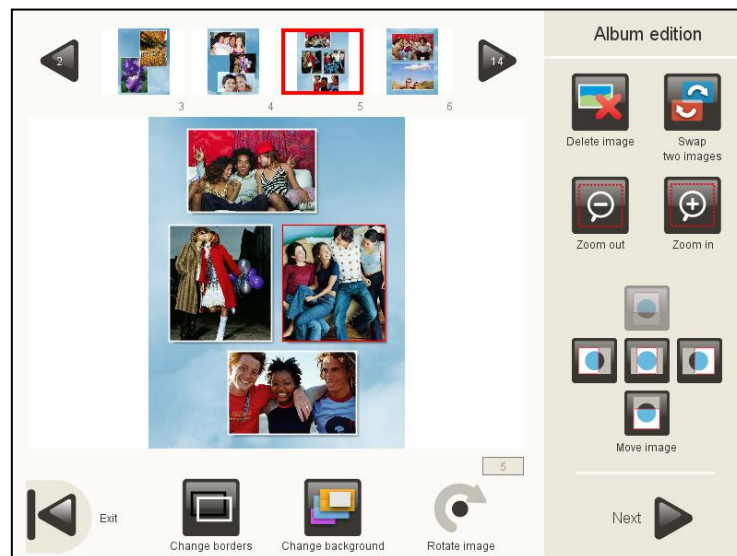 Album edition
2
14
3
4
5
6
Delete image
Swap
two images
Zoom out
Zoom in
Move image
5
Exit
Change borders
Change background
Rotate image
Next